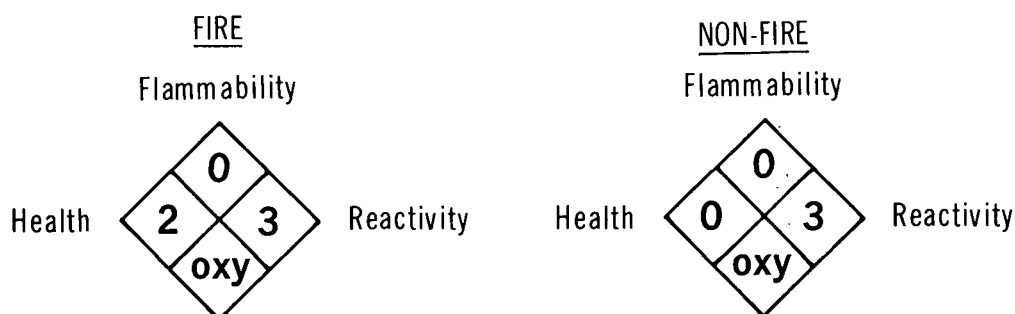 FIRE
Flammability
0
Health 2 3 Reactivity
oxy
NON-FIRE
Flammability
0
Health 0 3 Reactivity
oxy